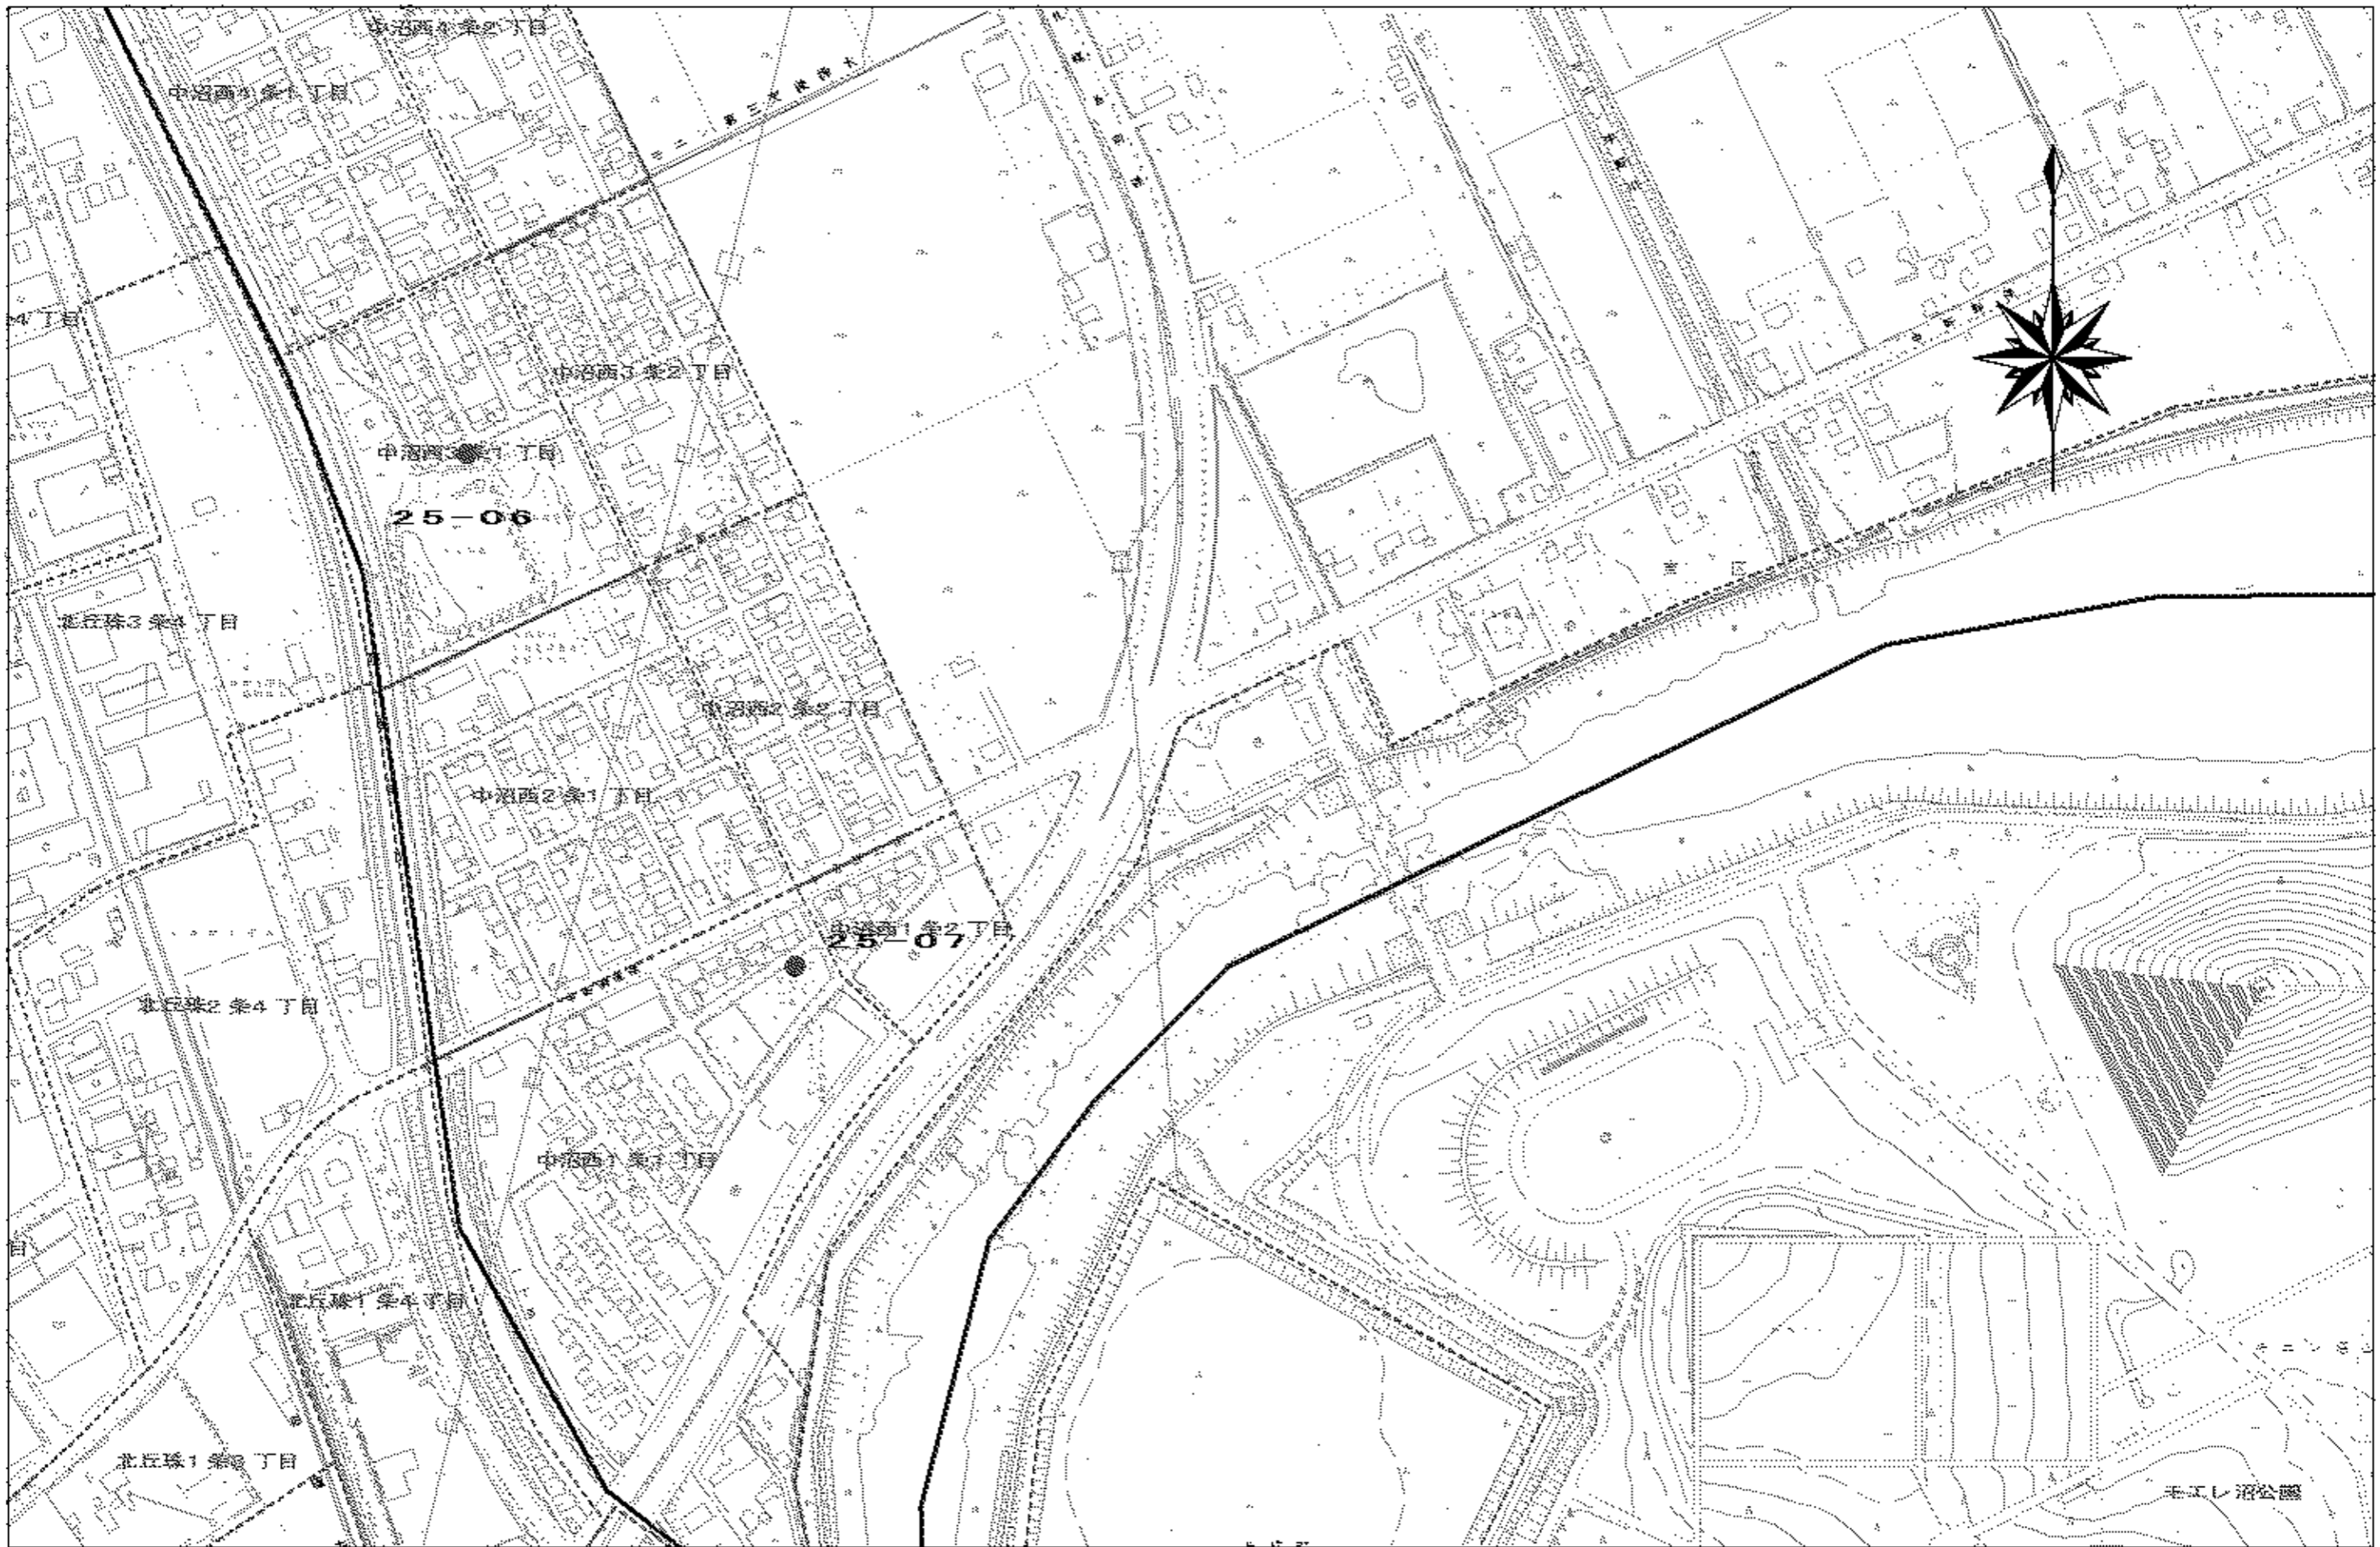 中沼西4 条2 丁目
中沼西4 条1 丁目
4 丁目
中沼西3 条2 丁目
中沼西3 条1 丁目
25-06
北丘珠3 条4 丁目
中沼西2 条2 丁目
中沼西2 条1 丁目
中沼西1 条2 丁目
25-07
北丘珠2 条4 丁目
中沼西1 条1 丁目
目
北丘珠1 条4 丁目
北丘珠1 条3 丁目
モエレ沼公園